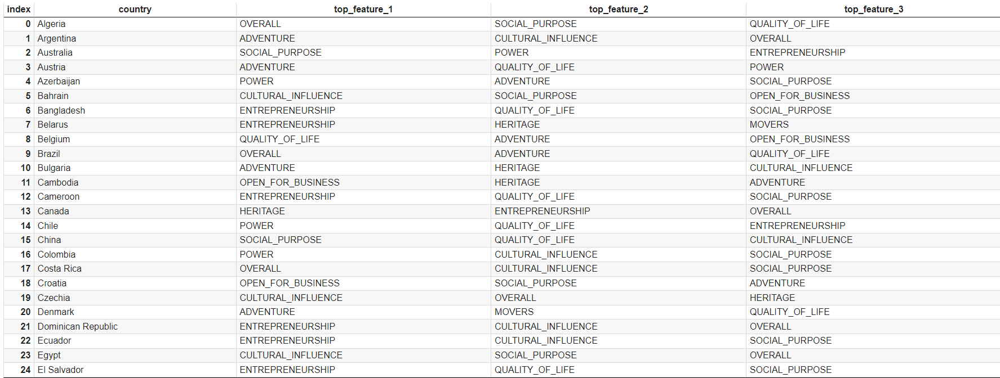 index country top_feature_1 top_feature_2 top_feature_3
0 Algeria OVERALL SOCIAL_PURPOSE QUALITY_OF_LIFE
1 Argentina ADVENTURE CULTURAL_INFLUENCE OVERALL
2 Australia SOCIAL_PURPOSE POWER ENTREPRENEURSHIP
3 Austria ADVENTURE QUALITY_OF_LIFE POWER
4 Azerbaijan POWER ADVENTURE SOCIAL_PURPOSE
5 Bahrain CULTURAL_INFLUENCE SOCIAL_PURPOSE OPEN_FOR_BUSINESS
6 Bangladesh ENTREPRENEURSHIP QUALITY_OF_LIFE SOCIAL_PURPOSE
7 Belarus ENTREPRENEURSHIP HERITAGE MOVERS
8 Belgium QUALITY_OF_LIFE ADVENTURE OPEN_FOR_BUSINESS
9 Brazil OVERALL ADVENTURE QUALITY_OF_LIFE
10 Bulgaria ADVENTURE HERITAGE CULTURAL_INFLUENCE
11 Cambodia OPEN_FOR_BUSINESS HERITAGE ADVENTURE
12 Cameroon ENTREPRENEURSHIP QUALITY_OF_LIFE SOCIAL_PURPOSE
13 Canada HERITAGE ENTREPRENEURSHIP OVERALL
14 Chile POWER QUALITY_OF_LIFE ENTREPRENEURSHIP
15 China SOCIAL_PURPOSE QUALITY_OF_LIFE CULTURAL_INFLUENCE
16 Colombia POWER CULTURAL_INFLUENCE SOCIAL_PURPOSE
17 Costa Rica OVERALL CULTURAL_INFLUENCE SOCIAL_PURPOSE
18 Croatia OPEN_FOR_BUSINESS SOCIAL_PURPOSE ADVENTURE
19 Czechia CULTURAL_INFLUENCE OVERALL HERITAGE
20 Denmark ADVENTURE MOVERS QUALITY_OF_LIFE
21 Dominican Republic ENTREPRENEURSHIP CULTURAL_INFLUENCE OVERALL
22 Ecuador ENTREPRENEURSHIP CULTURAL_INFLUENCE SOCIAL_PURPOSE
23 Egypt CULTURAL_INFLUENCE SOCIAL_PURPOSE OVERALL
24 El Salvador ENTREPRENEURSHIP QUALITY_OF_LIFE SOCIAL_PURPOSE